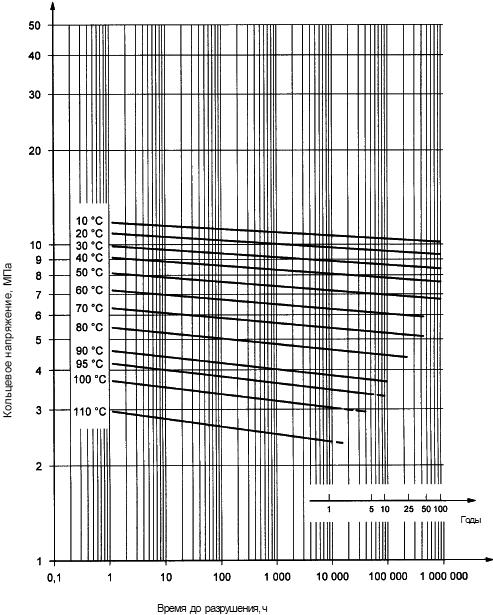 50
40
30
20
10
9
8
7
6
5
4
3
2
1
Кольцевое напряжение, МПа
10 °C
20 °C
30 °C
40 °C
50 °C
60 °C
70 °C
80 °C
90 °C
95 °C
100 °C
110 °C
1 5 10 25 50 100
Годы
0,1 1 10 100 1 000 10 000 100 000 1 000 000
Время до разрушения, ч